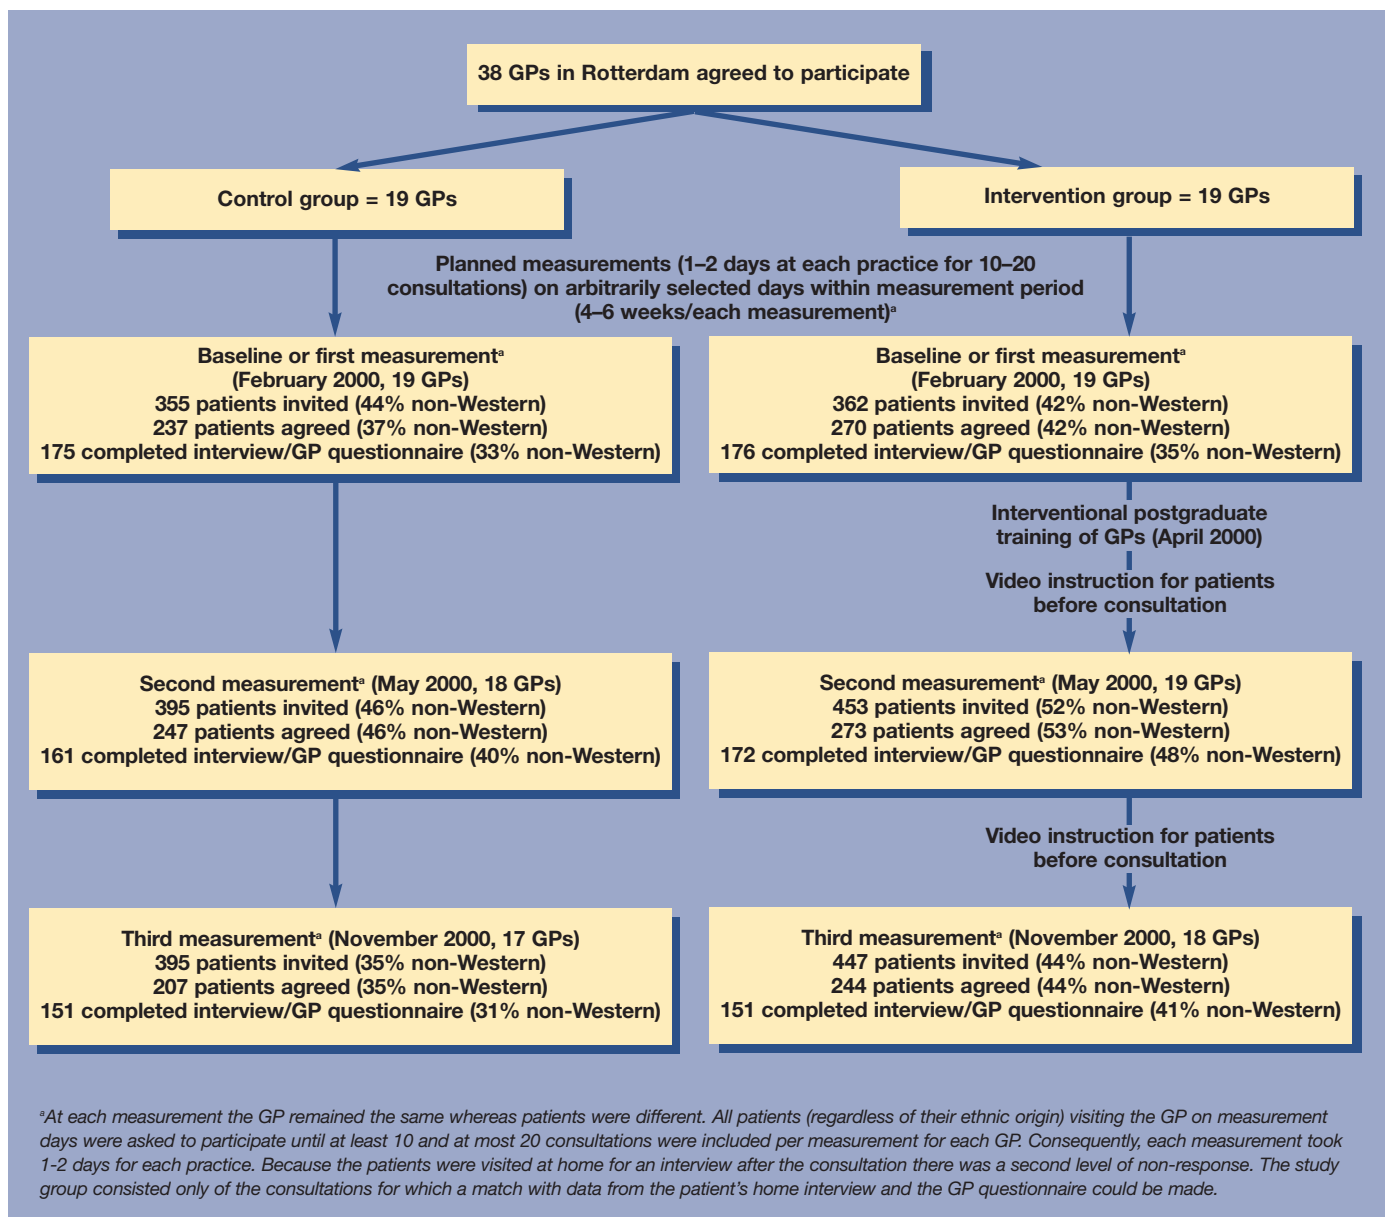 38 GPs in Rotterdam agreed to participate
Control group = 19 GPs
Intervention group = 19 GPs
Planned measurements (1–2 days at each practice for 10–20
consultations) on arbitrarily selected days within measurement period
(4–6 weeks/each measurement)ᵃ
Baseline or first measurementᵃ
(February 2000, 19 GPs)
355 patients invited (44% non-Western)
237 patients agreed (37% non-Western)
175 completed interview/GP questionnaire (33% non-Western)
Baseline or first measurementᵃ
(February 2000, 19 GPs)
362 patients invited (42% non-Western)
270 patients agreed (42% non-Western)
176 completed interview/GP questionnaire (35% non-Western)
Interventional postgraduate
training of GPs (April 2000)
Video instruction for patients
before consultation
Second measurementᵃ (May 2000, 18 GPs)
395 patients invited (46% non-Western)
247 patients agreed (46% non-Western)
161 completed interview/GP questionnaire (40% non-Western)
Second measurementᵃ (May 2000, 19 GPs)
453 patients invited (52% non-Western)
273 patients agreed (53% non-Western)
172 completed interview/GP questionnaire (48% non-Western)
Video instruction for patients
before consultation
Third measurementᵃ (November 2000, 17 GPs)
395 patients invited (35% non-Western)
207 patients agreed (35% non-Western)
151 completed interview/GP questionnaire (31% non-Western)
Third measurementᵃ (November 2000, 18 GPs)
447 patients invited (44% non-Western)
244 patients agreed (44% non-Western)
151 completed interview/GP questionnaire (41% non-Western)
ᵃAt each measurement the GP remained the same whereas patients were different. All patients (regardless of their ethnic origin) visiting the GP on measurement
days were asked to participate until at least 10 and at most 20 consultations were included per measurement for each GP. Consequently, each measurement took
1-2 days for each practice. Because the patients were visited at home for an interview after the consultation there was a second level of non-response. The study
group consisted only of the consultations for which a match with data from the patient's home interview and the GP questionnaire could be made.